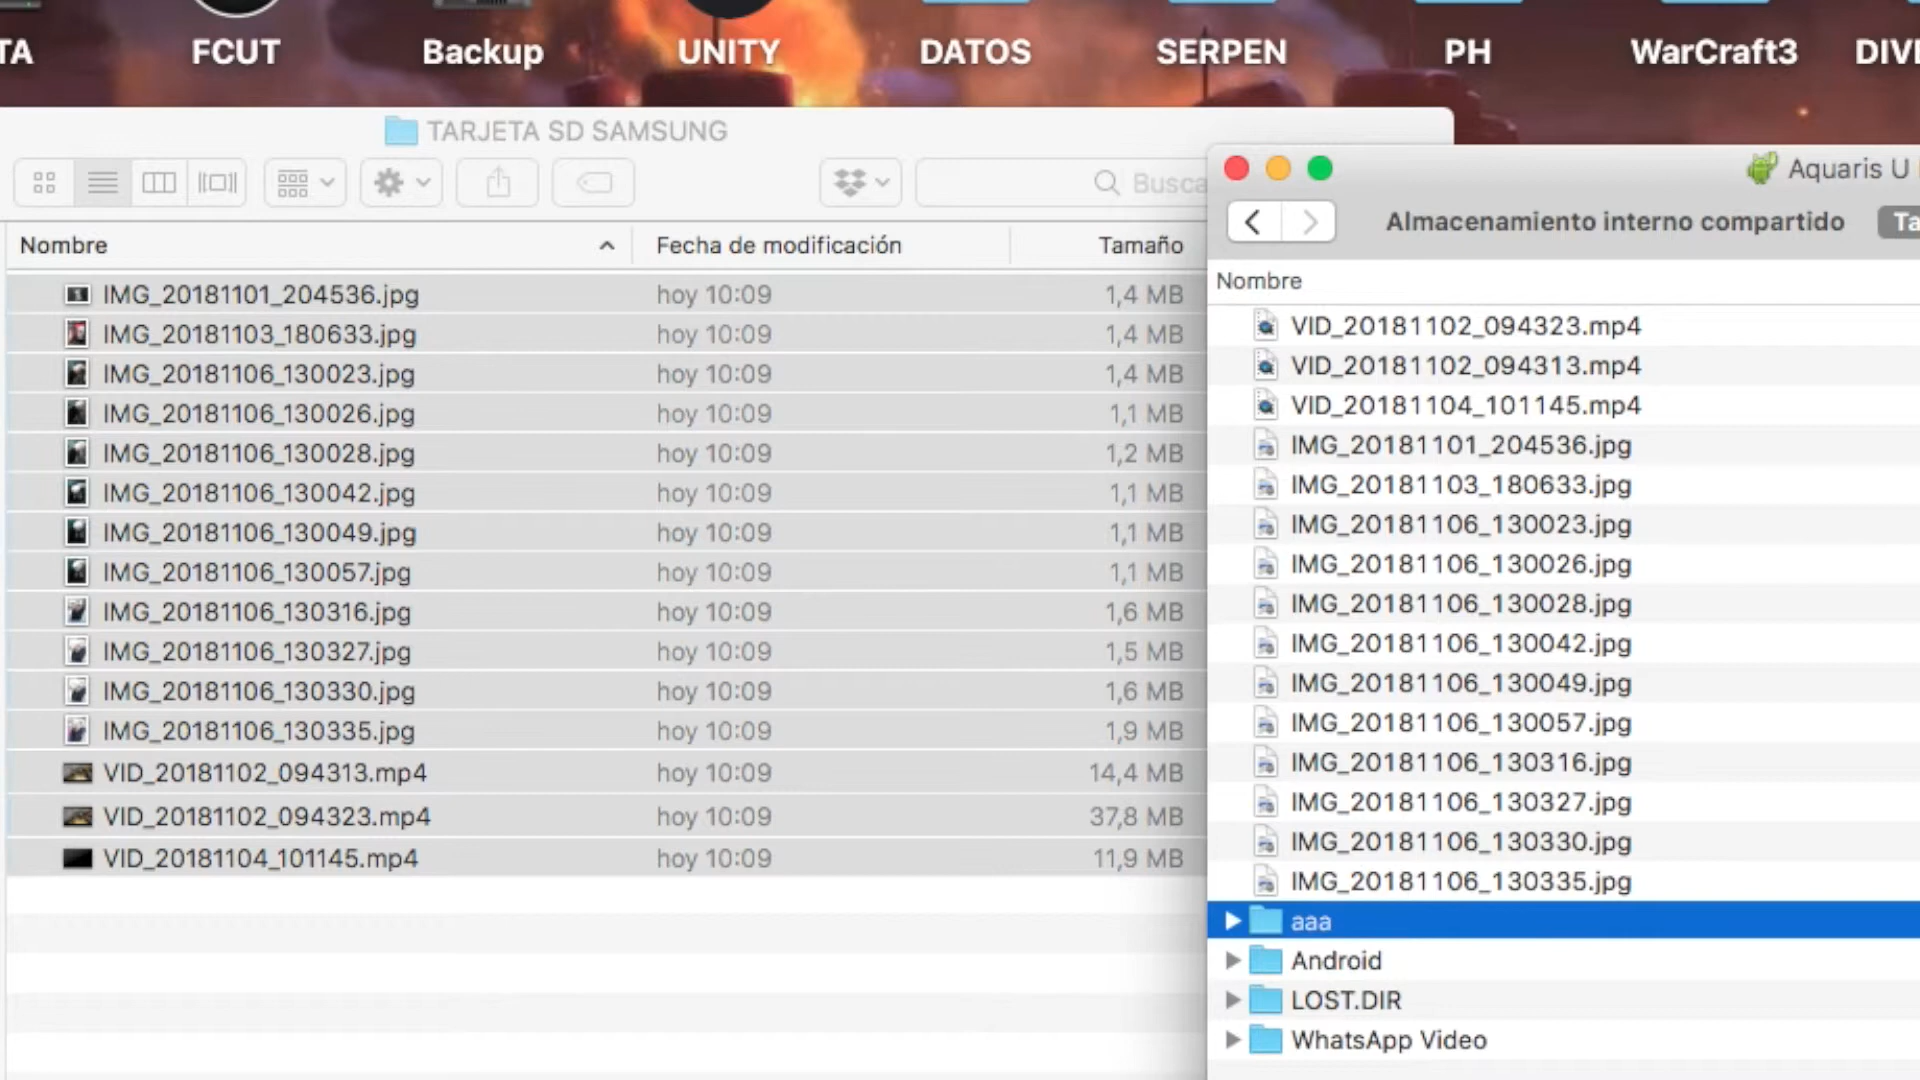 TA
FCUT
Backup
UNITY
DATOS
SERPEN
PH
WarCraft3
TARJETA SD SAMSUNG
Nombre Fecha de modificación Tamaño
IMG_20181101_204536.jpg hoy 10:09 1,4 MB
IMG_20181103_180633.jpg hoy 10:09 1,4 MB
IMG_20181106_130023.jpg hoy 10:09 1,4 MB
IMG_20181106_130026.jpg hoy 10:09 1,1 MB
IMG_20181106_130028.jpg hoy 10:09 1,2 MB
IMG_20181106_130042.jpg hoy 10:09 1,1 MB
IMG_20181106_130049.jpg hoy 10:09 1,1 MB
IMG_20181106_130057.jpg hoy 10:09 1,1 MB
IMG_20181106_130316.jpg hoy 10:09 1,6 MB
IMG_20181106_130327.jpg hoy 10:09 1,5 MB
IMG_20181106_130330.jpg hoy 10:09 1,6 MB
IMG_20181106_130335.jpg hoy 10:09 1,9 MB
VID_20181102_094313.mp4 hoy 10:09 14,4 MB
VID_20181102_094323.mp4 hoy 10:09 37,8 MB
VID_20181104_101145.mp4 hoy 10:09 11,9 MB
Aquaris U
Almacenamiento interno compartido Ta
Nombre
VID_20181102_094323.mp4
VID_20181102_094313.mp4
VID_20181104_101145.mp4
IMG_20181101_204536.jpg
IMG_20181103_180633.jpg
IMG_20181106_130023.jpg
IMG_20181106_130026.jpg
IMG_20181106_130028.jpg
IMG_20181106_130042.jpg
IMG_20181106_130049.jpg
IMG_20181106_130057.jpg
IMG_20181106_130316.jpg
IMG_20181106_130327.jpg
IMG_20181106_130330.jpg
IMG_20181106_130335.jpg
aaa
Android
LOST.DIR
WhatsApp Video